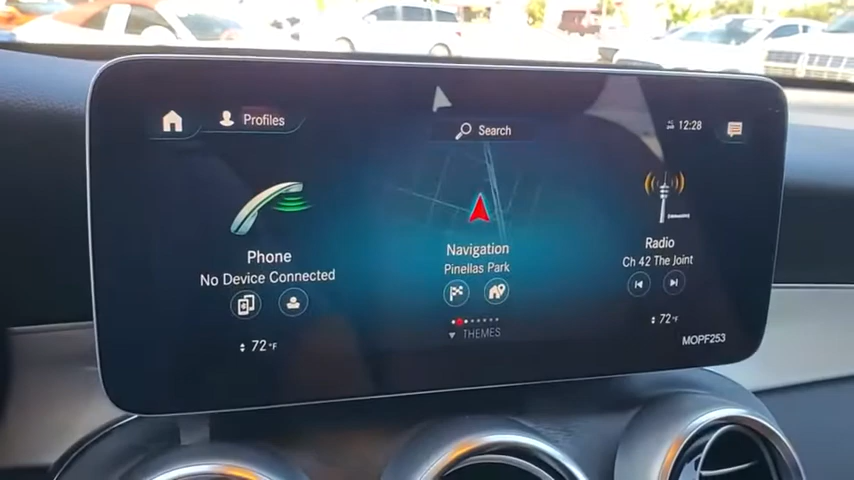 Profiles
Search
12:28
Phone
No Device Connected
Navigation
Pinellas Park
Radio
Ch 42 The Joint
72°F
THEMES
72°F
MOPF253